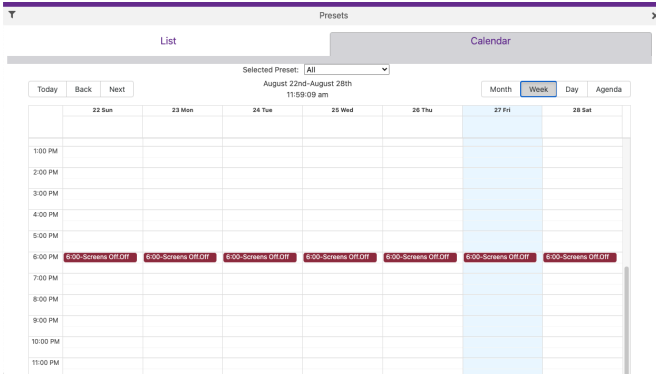 Presets
List Calendar
Selected Preset: All
Today Back Next August 22nd-August 28th Month Week Day Agenda
11:59:09 am
22 Sun 23 Mon 24 Tue 25 Wed 26 Thu 27 Fri 28 Sat
1:00 PM
2:00 PM
3:00 PM
4:00 PM
5:00 PM
6:00 PM 6:00-Screens Off.Off 6:00-Screens Off.Off 6:00-Screens Off.Off 6:00-Screens Off.Off 6:00-Screens Off.Off 6:00-Screens Off.Off 6:00-Screens Off.Off
7:00 PM
8:00 PM
9:00 PM
10:00 PM
11:00 PM